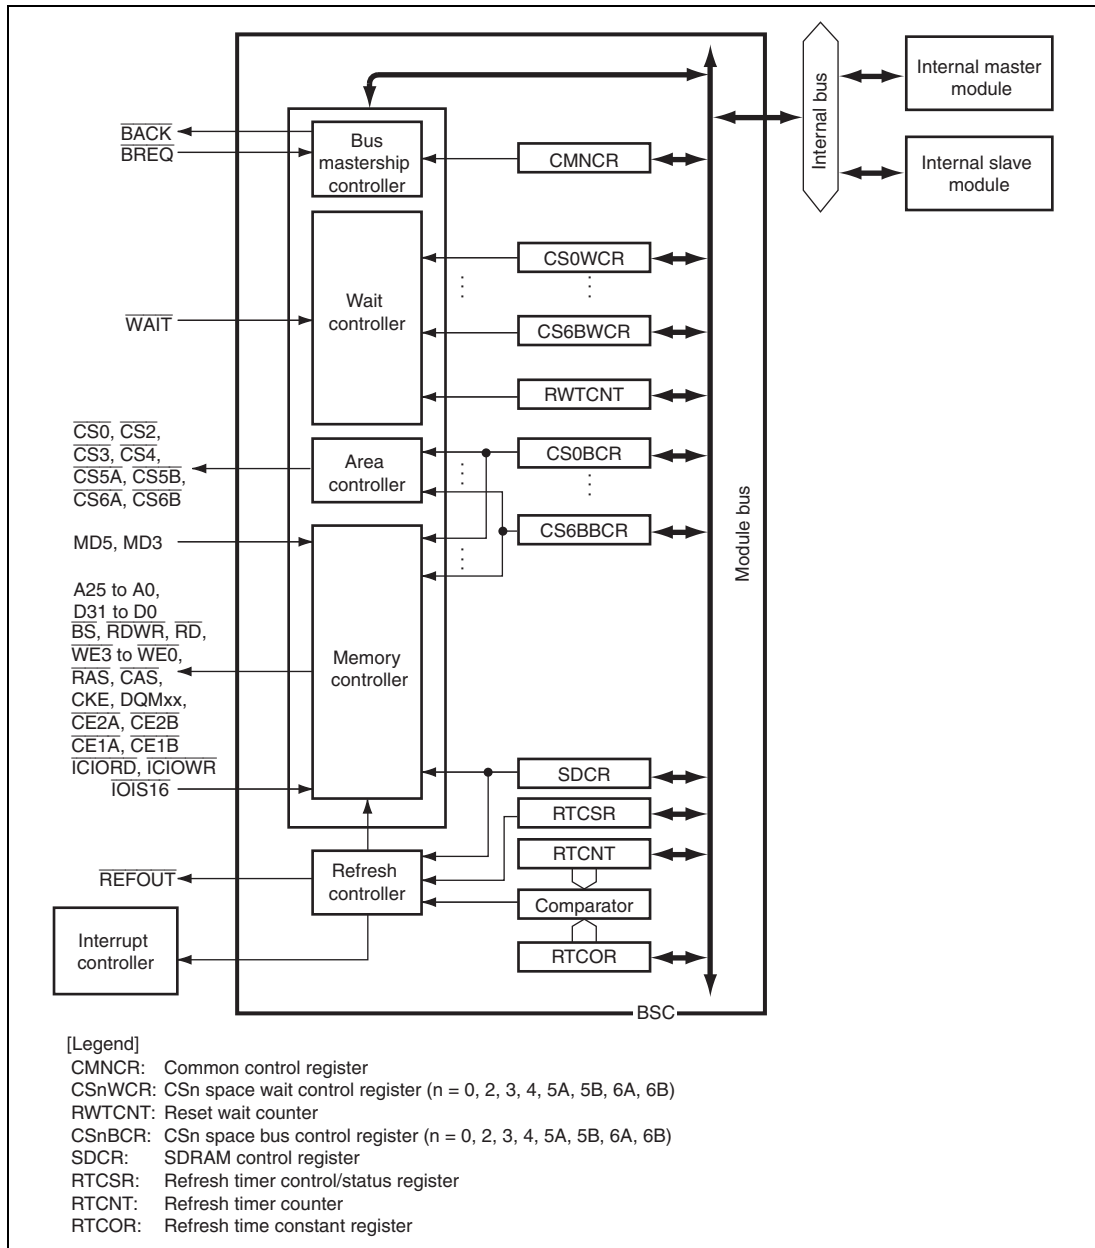 BACK
BREQ
Bus
mastership
controller
CMNCR
Internal bus
Internal master
module
Internal slave
module
WAIT
Wait
controller
CS0WCR
CS6BWCR
RWTCNT
CS0, CS2,
CS3, CS4,
CS5A, CS5B,
CS6A, CS6B
Area
controller
CS0BCR
CS6BBCR
Module bus
MD5, MD3
A25 to A0,
D31 to D0
BS, RDWR, RD,
WE3 to WE0,
RAS, CAS,
CKE, DQMxx,
CE2A, CE2B
CE1A, CE1B
ICIORD, ICIOWR
IOIS16
Memory
controller
SDCR
RTCSR
RTCNT
Comparator
RTCOR
REFOUT
Refresh
controller
Interrupt
controller
BSC
[Legend]
CMNCR: Common control register
CSnWCR: CSn space wait control register (n = 0, 2, 3, 4, 5A, 5B, 6A, 6B)
RWTCNT: Reset wait counter
CSnBCR: CSn space bus control register (n = 0, 2, 3, 4, 5A, 5B, 6A, 6B)
SDCR: SDRAM control register
RTCSR: Refresh timer control/status register
RTCNT: Refresh timer counter
RTCOR: Refresh time constant register